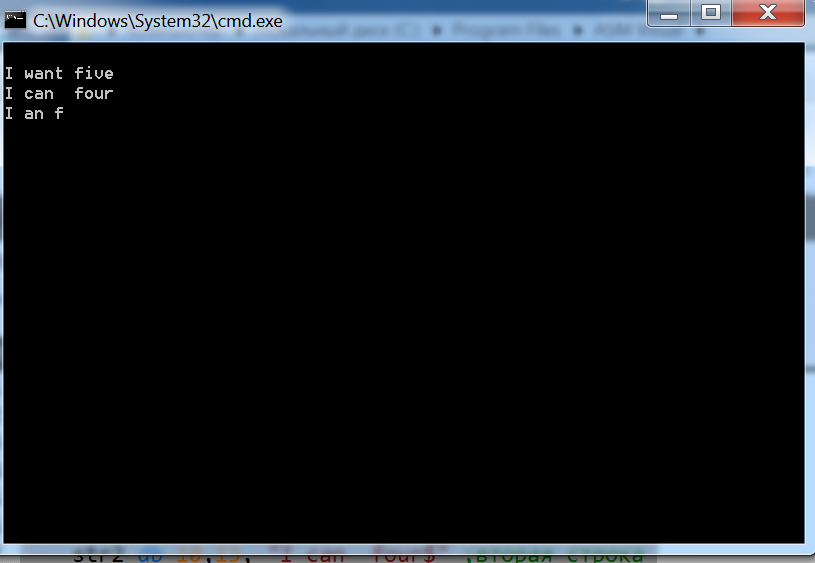 C:\Windows\System32\cmd.exe
I want five
I can  four
I an f
str2 db 10,13, "I can  four$" ;вторая строка